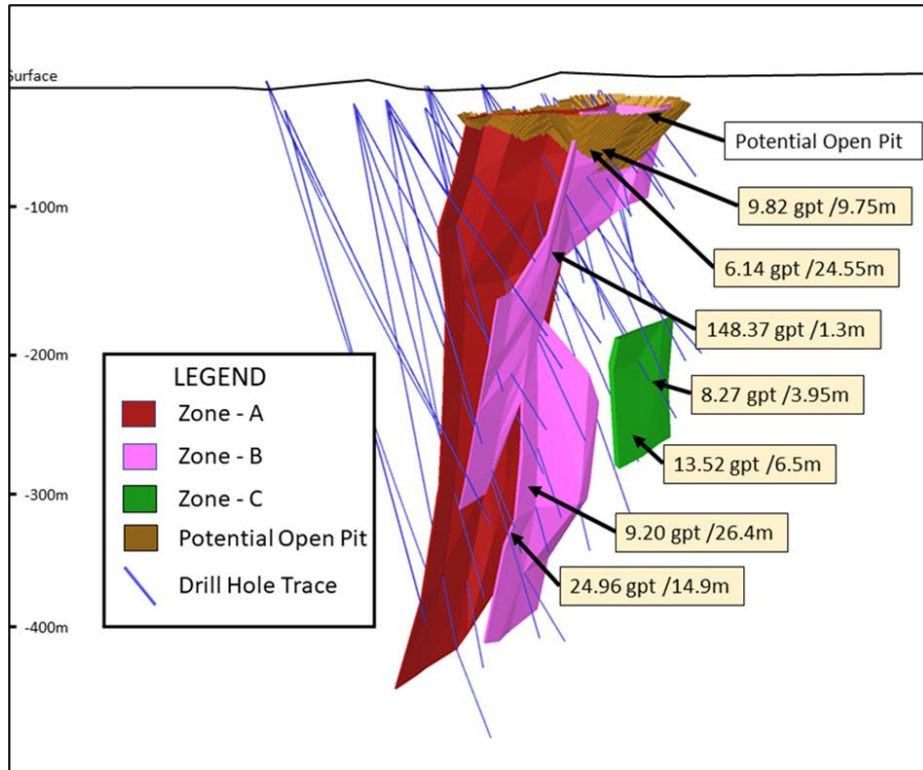 Surface
Potential Open Pit
-100m
9.82 gpt /9.75m
6.14 gpt /24.55m
148.37 gpt /1.3m
-200m
8.27 gpt /3.95m
13.52 gpt /6.5m
LEGEND
Zone - A
Zone - B
Zone - C
Potential Open Pit
Drill Hole Trace
-300m
9.20 gpt /26.4m
24.96 gpt /14.9m
-400m